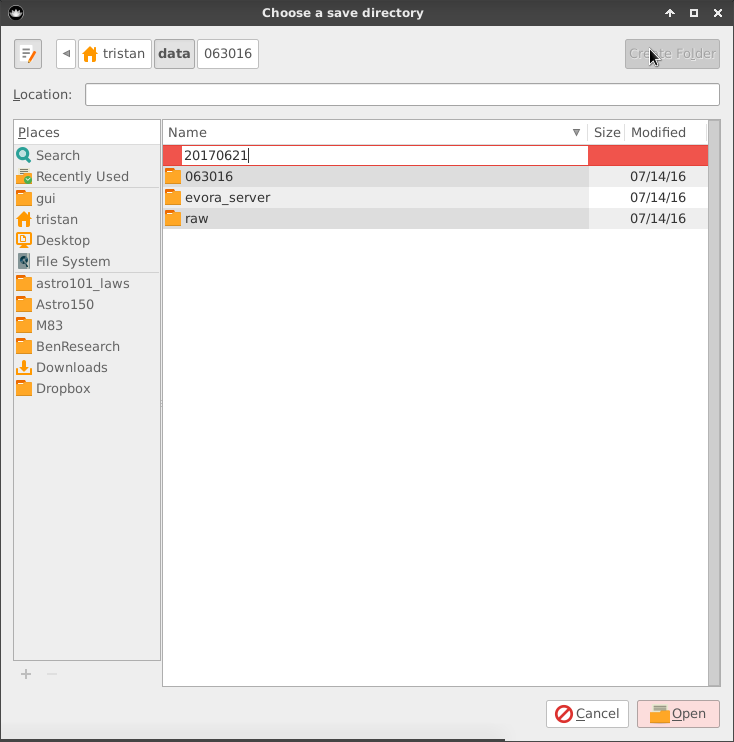 Choose a save directory
tristan data 063016 Create Folder
Location:
Places
Search
Recently Used
gui
tristan
Desktop
File System
astro101_laws
Astro150
M83
BenResearch
Downloads
Dropbox
Name Size Modified
20170621
063016 07/14/16
evora_server 07/14/16
raw 07/14/16
Cancel Open